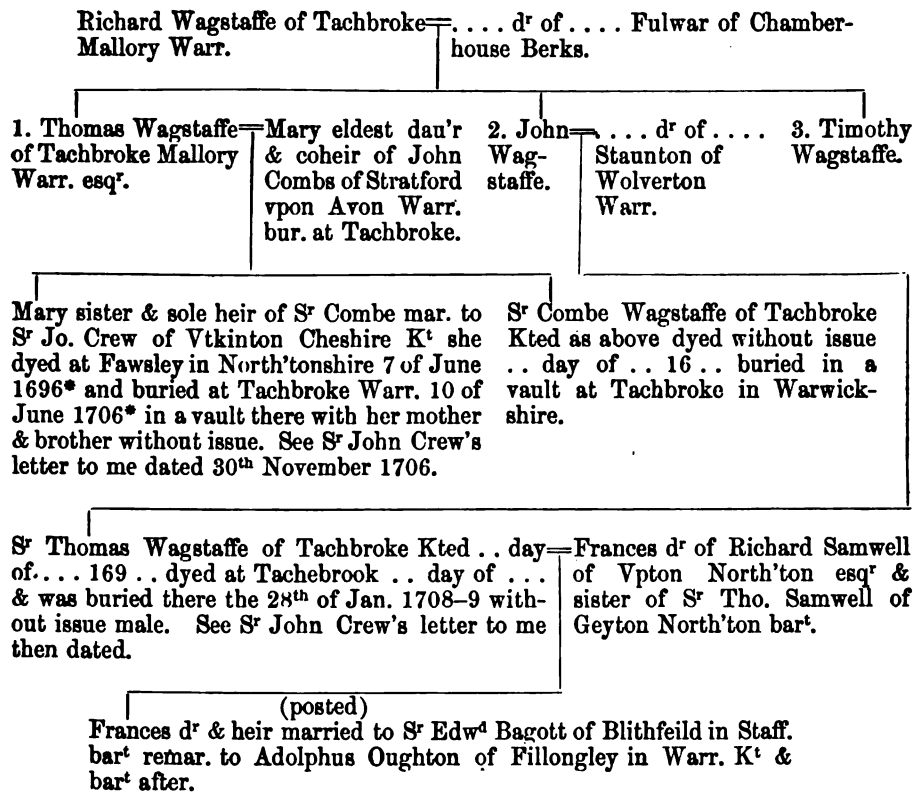 Richard Wagstaffe of Tachbroke=.... dʳ of .... Fulwar of Chamber-
Mallory Warr. house Berks.
1. Thomas Wagstaffe=
of Tachbroke Mallory
Warr. esqʳ.
Mary eldest dau'r
& coheir of John
Combs of Stratford
vpon Avon Warr.
bur. at Tachbroke.
2. John=
Wag-
staffe.
.... dʳ of ....
Staunton of
Wolverton
Warr.
3. Timothy
Wagstaffe.
Mary sister & sole heir of Sʳ Combe mar. to
Sʳ Jo. Crew of Vtkinton Cheshire Kᵗ she
dyed at Fawsley in North'tonshire 7 of June
1696* and buried at Tachbroke Warr. 10 of
June 1706* in a vault there with her mother
& brother without issue. See Sʳ John Crew's
letter to me dated 30ᵗʰ November 1706.
Sʳ Combe Wagstaffe of Tachbroke
Kted as above dyed without issue
.. day of .. 16 .. buried in a
vault at Tachbroke in Warwick-
shire.
Sʳ Thomas Wagstaffe of Tachbroke Kted .. day=
of.... 169 .. dyed at Tachebrook .. day of ...
& was buried there the 28ᵗʰ of Jan. 1708–9 with-
out issue male. See Sʳ John Crew's letter to me
then dated.
Frances dʳ of Richard Samwell
of Vpton North'ton esqʳ &
sister of Sʳ Tho. Samwell of
Geyton North'ton barᵗ.
(posted)
Frances dʳ & heir married to Sʳ Edwᵈ Bagott of Blithfeild in Staff.
barᵗ remar. to Adolphus Oughton of Fillongley in Warr. Kᵗ &
barᵗ after.